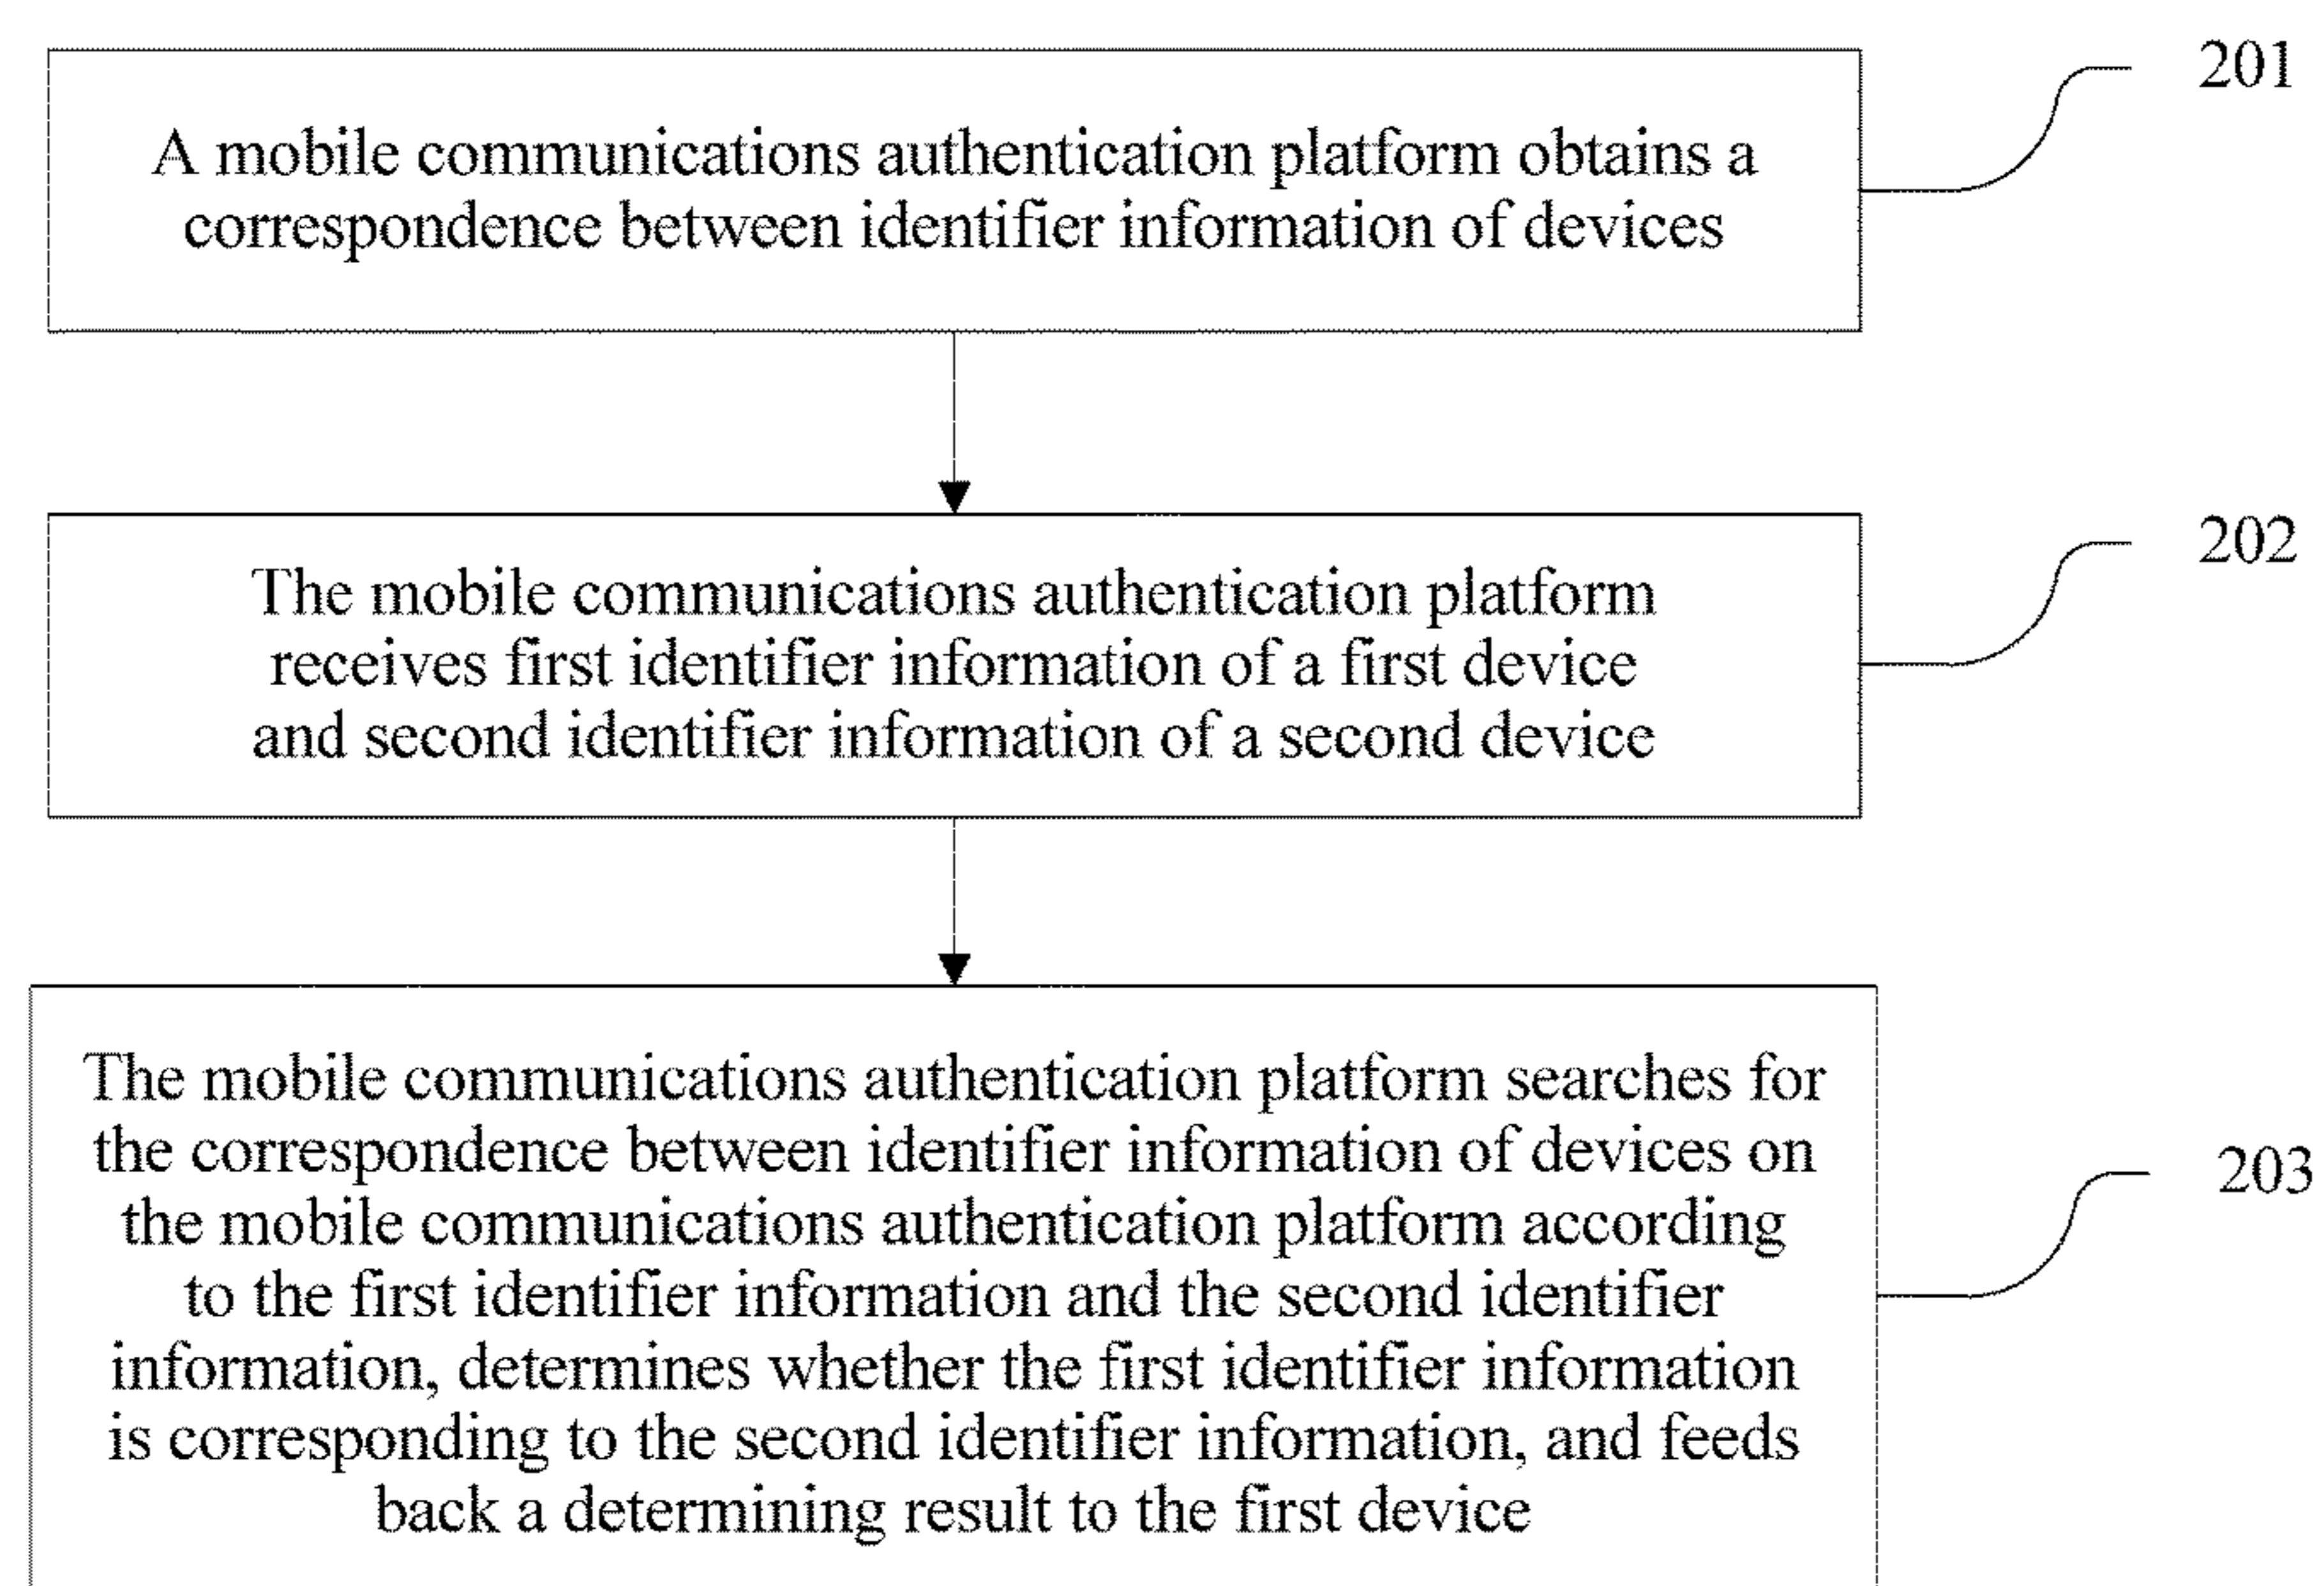 A mobile communications authentication platform obtains a
correspondence between identifier information of devices
201
The mobile communications authentication platform
receives first identifier information of a first device
and second identifier information of a second device
202
The mobile communications authentication platform searches for
the correspondence between identifier information of devices on
the mobile communications authentication platform according
to the first identifier information and the second identifier
information, determines whether the first identifier information
is corresponding to the second identifier information, and feeds
back a determining result to the first device
203